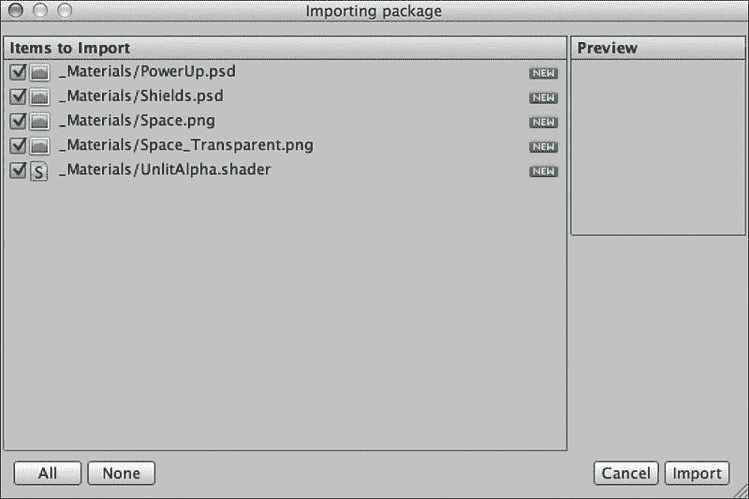 Importing package
Items to Import
Preview
_Materials/PowerUp.psd NEW
_Materials/Shields.psd NEW
_Materials/Space.png NEW
_Materials/Space_Transparent.png NEW
S _Materials/UnlitAlpha.shader NEW
All None Cancel Import